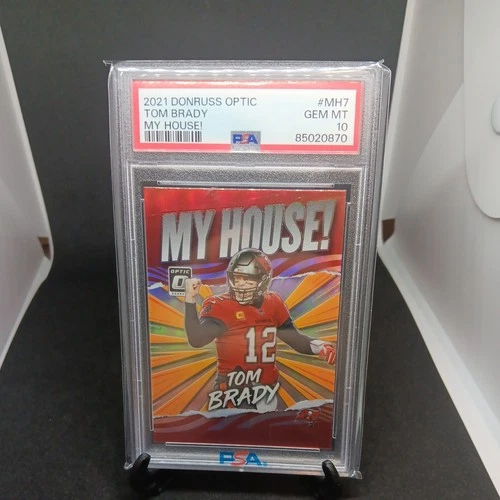 2021 DONRUSS OPTIC #MH7
TOM BRADY GEM MT
MY HOUSE! 10
PSA 85020870
MY HOUSE!
OPTIC
12
TOM
BRADY
PSA